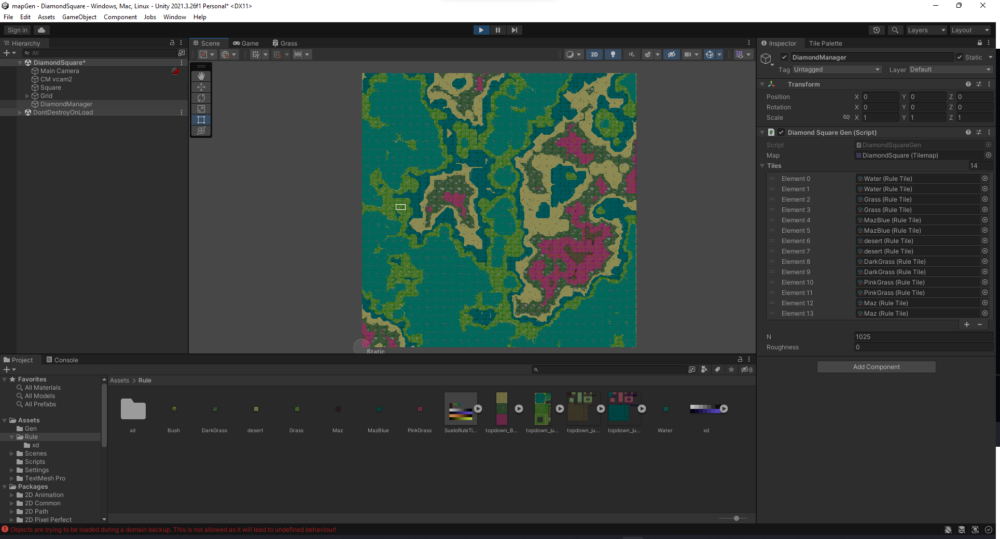 mapGen - DiamondSquare - Windows, Mac, Linux - Unity 2021.3.26f1 Personal* <DX11>
File Edit Assets GameObject Component Jobs Window Help
Sign in
Layers
Layout
Hierarchy
All
DiamondSquare*
Main Camera
CM vcam2
Square
Grid
DiamondManager
DontDestroyOnLoad
Scene
Game
Grass
2D
Static
Inspector
Tile Palette
DiamondManager
Static
Tag Untagged
Layer Default
Transform
Position X 0 Y 0 Z 0
Rotation X 0 Y 0 Z 0
Scale X 1 Y 1 Z 1
# Diamond Square Gen (Script)
Script DiamondSquareGen
Map DiamondSquare (Tilemap)
Tiles 14
Element 0 Water (Rule Tile)
Element 1 Water (Rule Tile)
Element 2 Grass (Rule Tile)
Element 3 Grass (Rule Tile)
Element 4 MazBlue (Rule Tile)
Element 5 MazBlue (Rule Tile)
Element 6 desert (Rule Tile)
Element 7 desert (Rule Tile)
Element 8 DarkGrass (Rule Tile)
Element 9 DarkGrass (Rule Tile)
Element 10 PinkGrass (Rule Tile)
Element 11 PinkGrass (Rule Tile)
Element 12 Maz (Rule Tile)
Element 13 Maz (Rule Tile)
N 1025
Roughness 0
Add Component
Project
Console
8
Favorites
All Materials
All Models
All Prefabs
Assets
Gen
Rule
xd
Scenes
Scripts
Settings
TextMesh Pro
Packages
2D Animation
2D Common
2D Path
2D Pixel Perfect
Assets > Rule
xd
Bush
DarkGrass
desert
Grass
Maz
MazBlue
PinkGrass
SueloRuleTi...
topdown_B...
topdown_ju...
topdown_ju...
topdown_ju...
Water
xd
Objects are trying to be loaded during a domain backup. This is not allowed as it will lead to undefined behaviour!